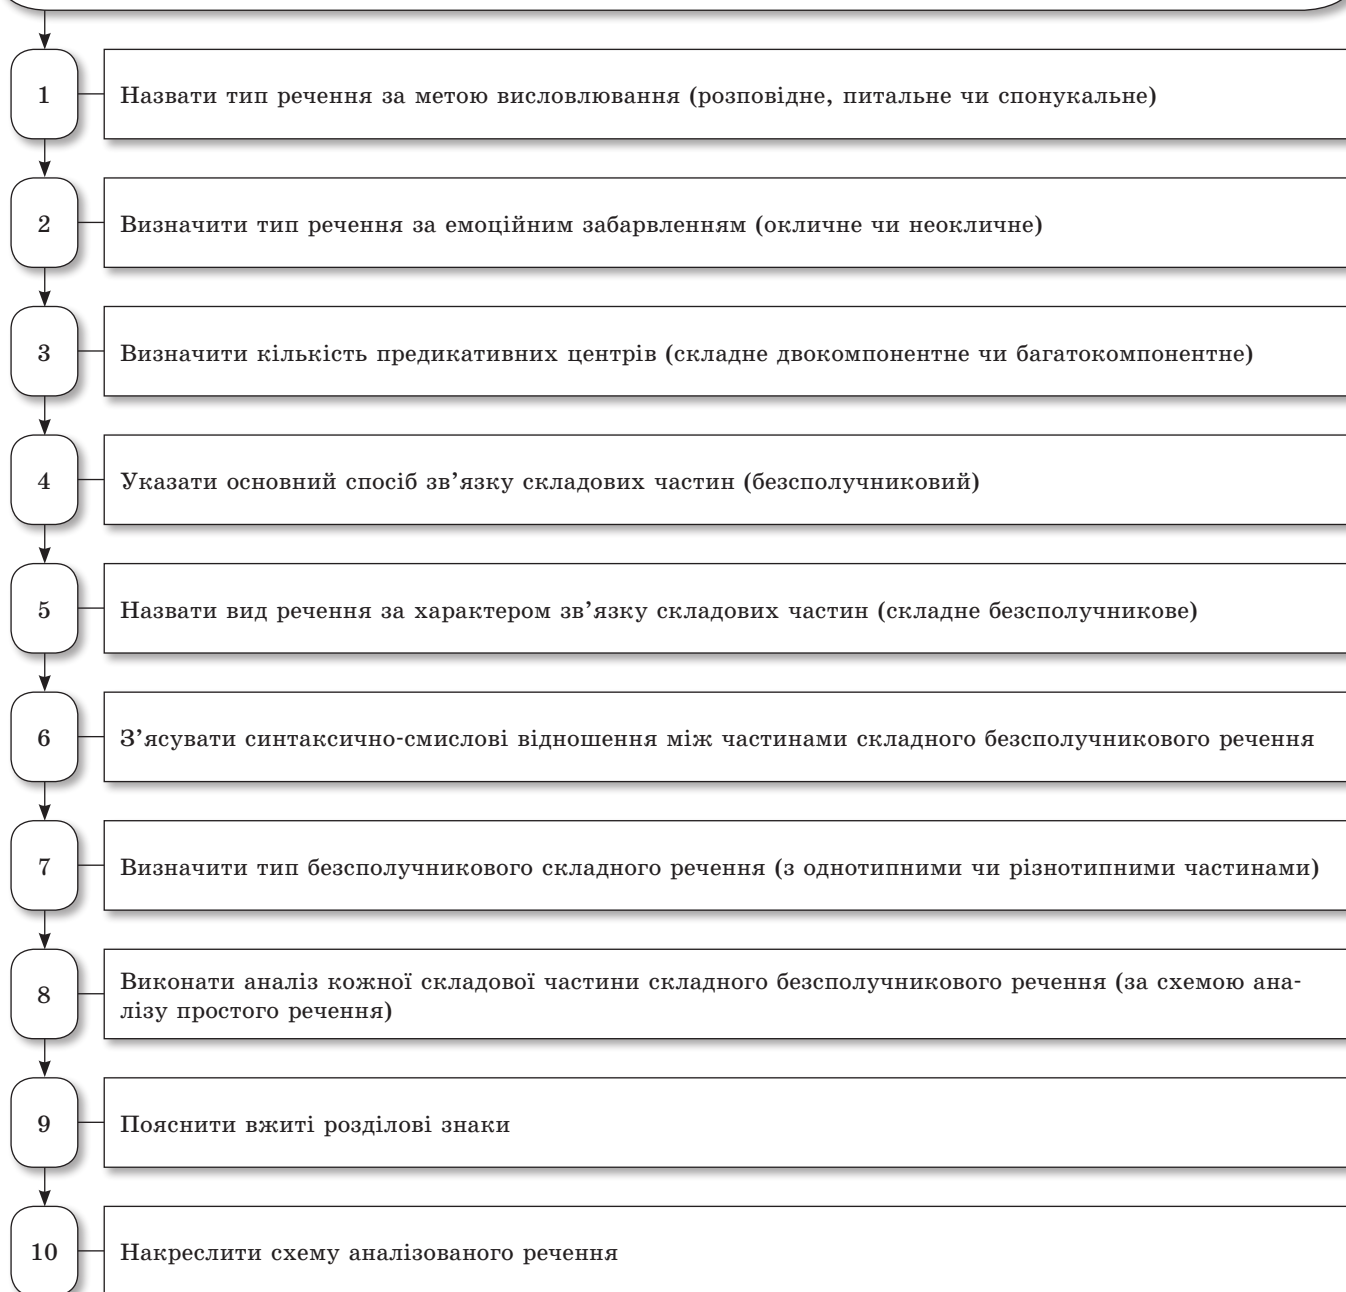 1
Назвати тип речення за метою висловлювання (розповідне, питальне чи спонукальне)
2
Визначити тип речення за емоційним забарвленням (окличне чи неокличне)
3
Визначити кількість предикативних центрів (складне двокомпонентне чи багатокомпонентне)
4
Указати основний спосіб зв’язку складових частин (безсполучниковий)
5
Назвати вид речення за характером зв’язку складових частин (складне безсполучникове)
6
З’ясувати синтаксично-смислові відношення між частинами складного безсполучникового речення
7
Визначити тип безсполучникового складного речення (з однотипними чи різнотипними частинами)
8
Виконати аналіз кожної складової частини складного безсполучникового речення (за схемою ана-
лізу простого речення)
9
Пояснити вжиті розділові знаки
10
Накреслити схему аналізованого речення